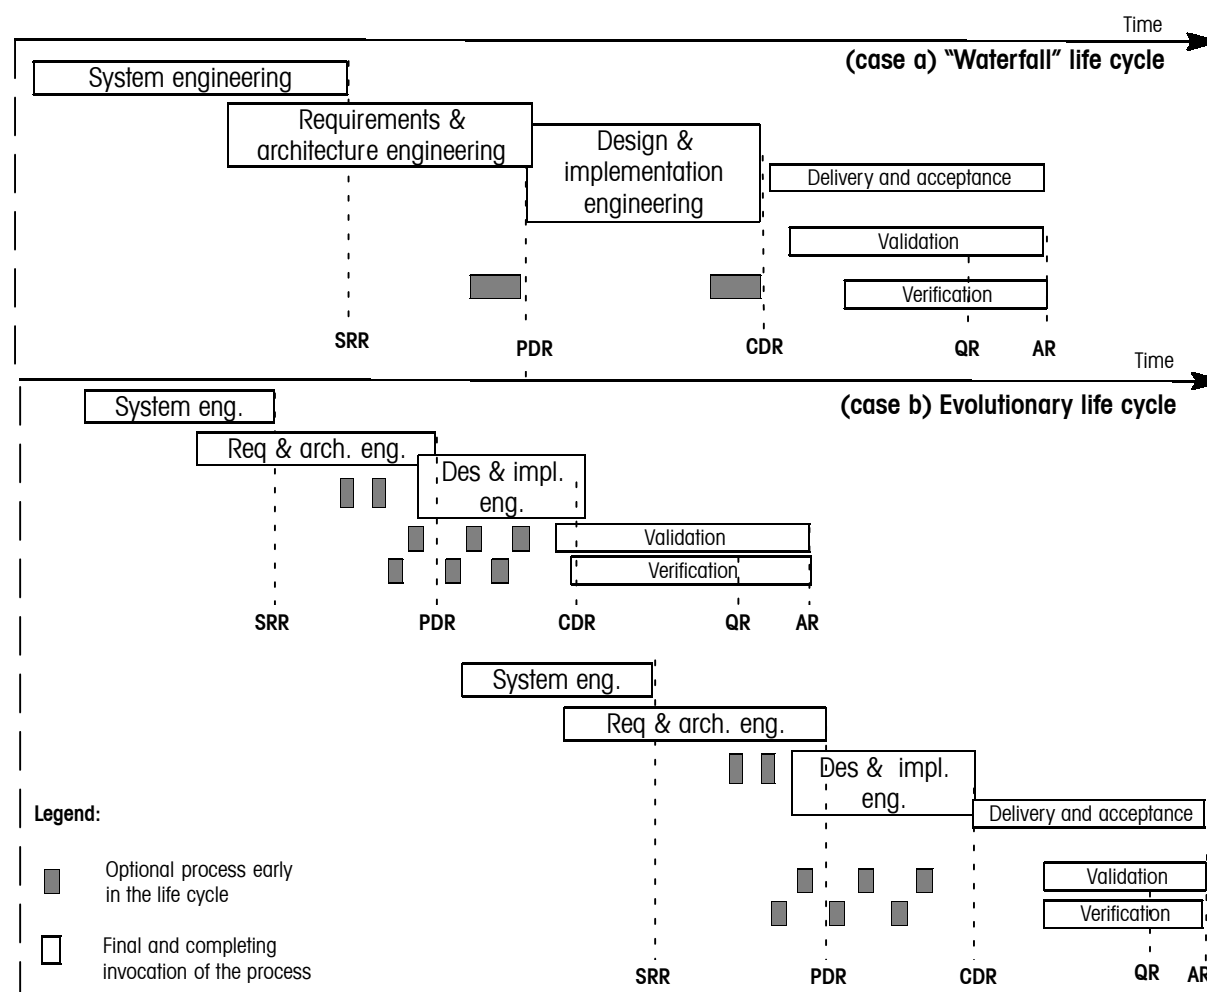 Time
(case a) “Waterfall” life cycle
System engineering
Requirements &
architecture engineering
Design &
implementation
engineering
Delivery and acceptance
Validation
Verification
SRR
PDR
CDR
QR
AR
Time
(case b) Evolutionary life cycle
System eng.
Req & arch. eng.
Des & impl.
eng.
Validation
Verification
SRR
PDR
CDR
QR
AR
System eng.
Req & arch. eng.
Des & impl.
eng.
Delivery and acceptance
Validation
Verification
SRR
PDR
CDR
QR
AR
Legend:
Optional process early
in the life cycle
Final and completing
invocation of the process